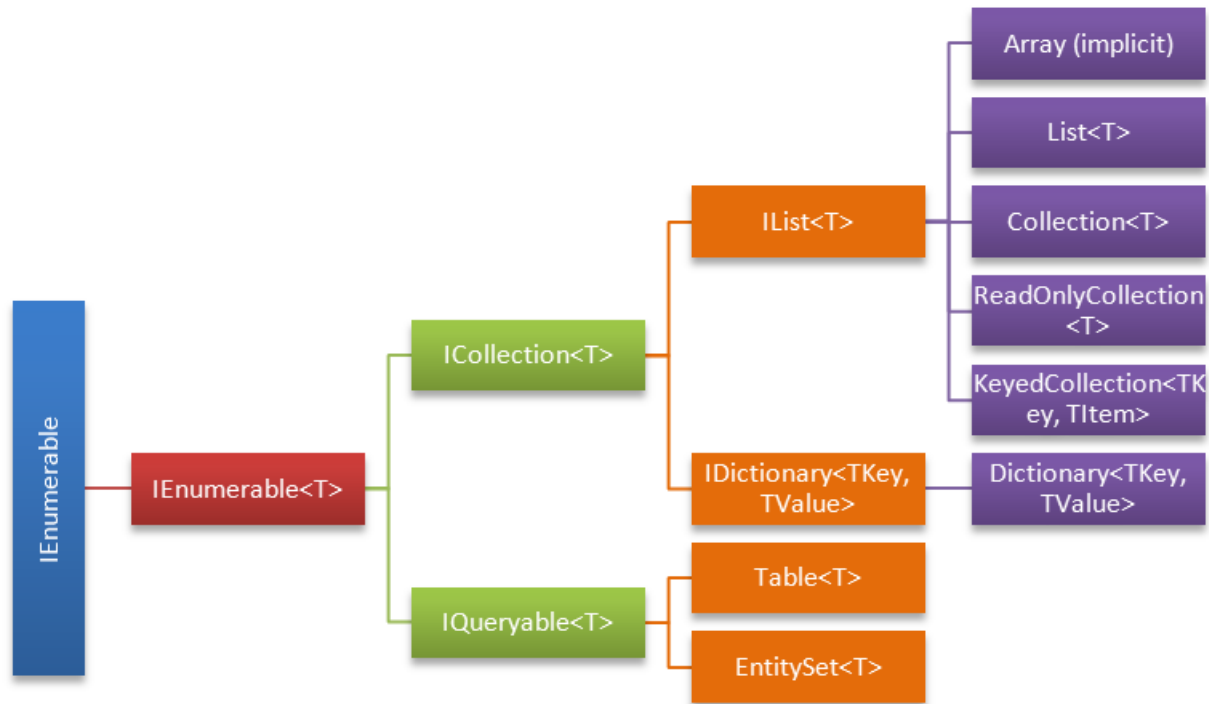 IEnumerable
IEnumerable<T>
ICollection<T>
IList<T>
Array (implicit)
List<T>
Collection<T>
ReadOnlyCollection
<T>
KeyedCollection<TK
ey, TItem>
IDictionary<TKey,
TValue>
Dictionary<TKey,
TValue>
IQueryable<T>
Table<T>
EntitySet<T>